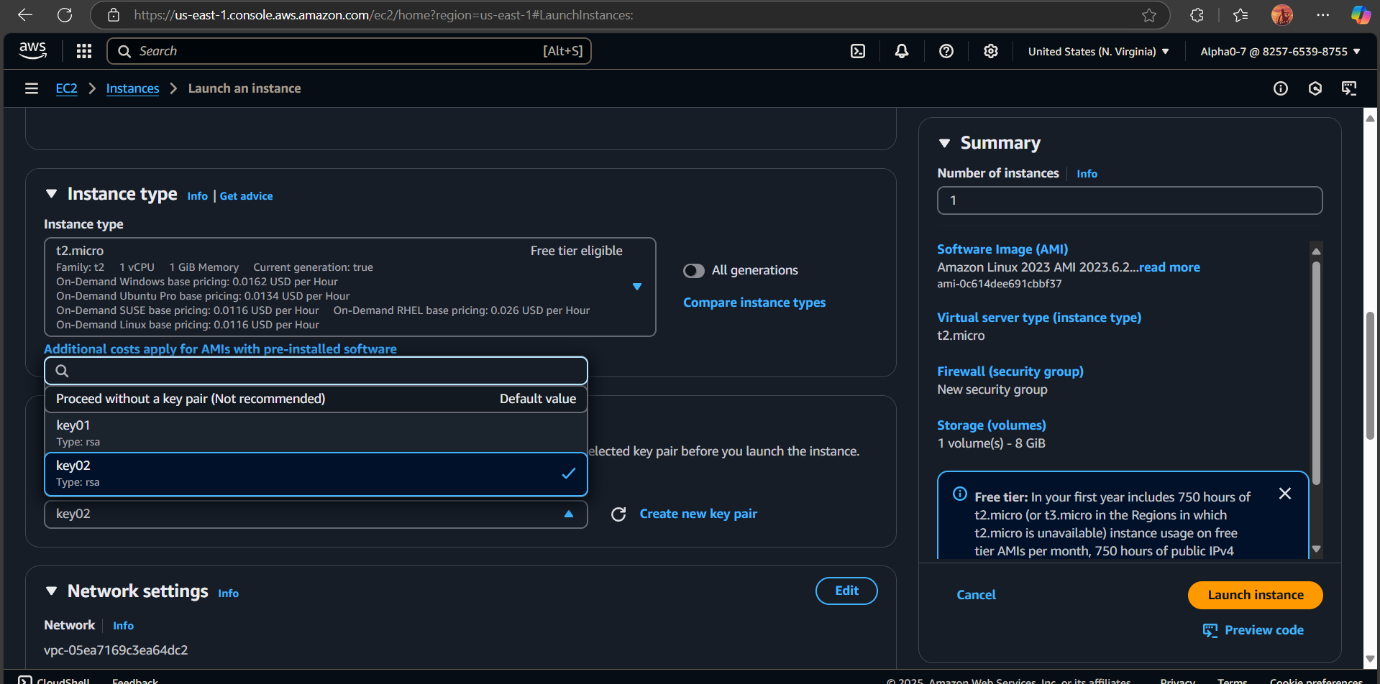 https://us-east-1.console.aws.amazon.com/ec2/home?region=us-east-1#LaunchInstances:
aws
Search
[Alt+S]
United States (N. Virginia)
Alpha0-7 @ 8257-6539-8755
EC2 > Instances > Launch an instance
Instance type Info | Get advice
Instance type
t2.micro Free tier eligible
Family: t2 1 vCPU 1 GiB Memory Current generation: true
On-Demand Windows base pricing: 0.0162 USD per Hour
On-Demand Ubuntu Pro base pricing: 0.0134 USD per Hour
On-Demand SUSE base pricing: 0.0116 USD per Hour On-Demand RHEL base pricing: 0.026 USD per Hour
On-Demand Linux base pricing: 0.0116 USD per Hour
All generations
Compare instance types
Additional costs apply for AMIs with pre-installed software
Proceed without a key pair (Not recommended) Default value
key01
Type: rsa
key02
Type: rsa
elected key pair before you launch the instance.
key02
Create new key pair
Network settings Info
Edit
Network Info
vpc-05ea7169c3ea64dc2
Summary
Number of instances Info
1
Software Image (AMI)
Amazon Linux 2023 AMI 2023.6.2...read more
ami-0c614dee691cbbf37
Virtual server type (instance type)
t2.micro
Firewall (security group)
New security group
Storage (volumes)
1 volume(s) - 8 GiB
Free tier: In your first year includes 750 hours of
t2.micro (or t3.micro in the Regions in which
t2.micro is unavailable) instance usage on free
tier AMIs per month, 750 hours of public IPv4
Cancel
Launch instance
Preview code
CloudShell Feedback
© 2025, Amazon Web Services, Inc. or its affiliates. Privacy Terms Cookie preferences